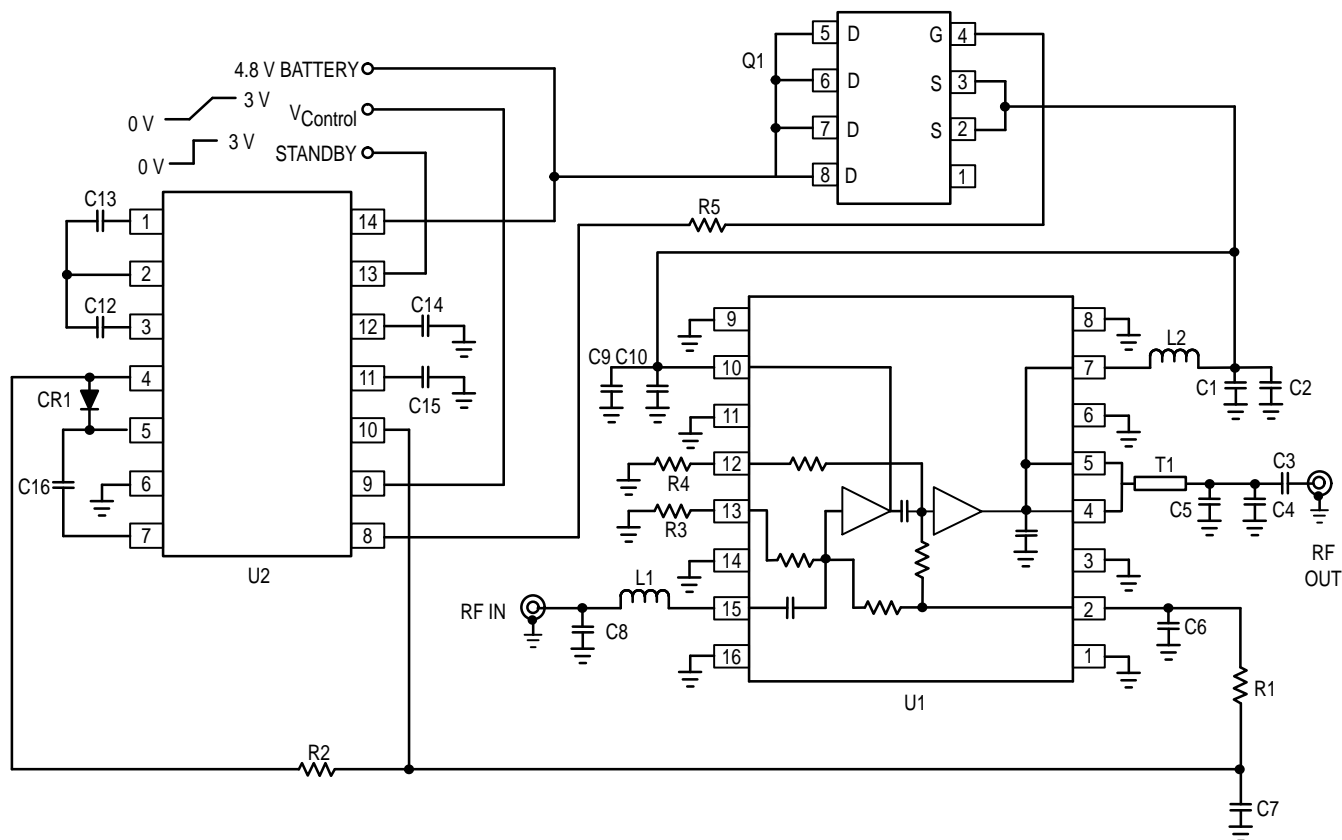 Q1
5 D G 4
6 D S 3
7 D S 2
8 D 1
4.8 V BATTERY
0 V 3 V VControl
0 V 3 V STANDBY
C13
C12
1 14
2 13
3 12
4 11
5 10
6 9
7 8
U2
C14
C15
CR1
C16
R5
9 8
10 7
11 6
12 5
13 4
14 3
15 2
16 1
U1
C9 C10
R4
R3
L1
RF IN
C8
L2
C1 C2
T1
C3
C5 C4
RF
OUT
C6
R1
R2
C7